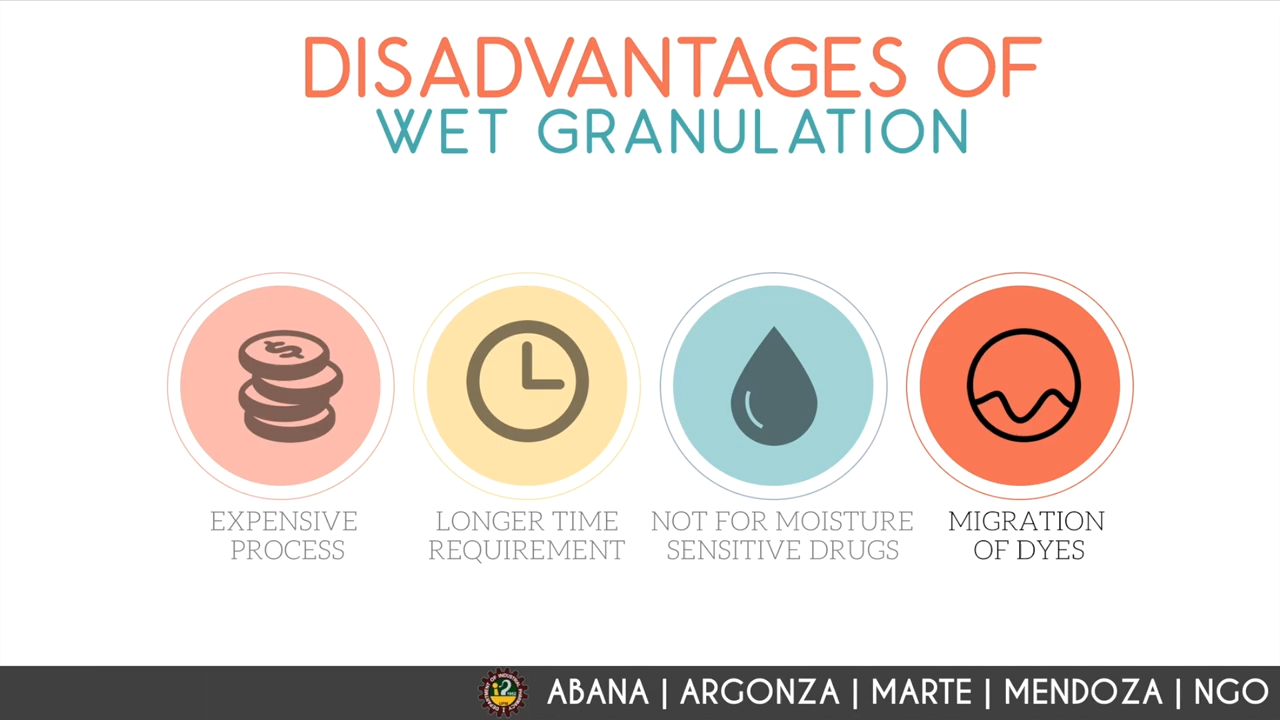 DISADVANTAGES OF
WET GRANULATION
$
EXPENSIVE
PROCESS
LONGER TIME
REQUIREMENT
NOT FOR MOISTURE
SENSITIVE DRUGS
MIGRATION
OF DYES
ABANA | ARGONZA | MARTE | MENDOZA | NGO